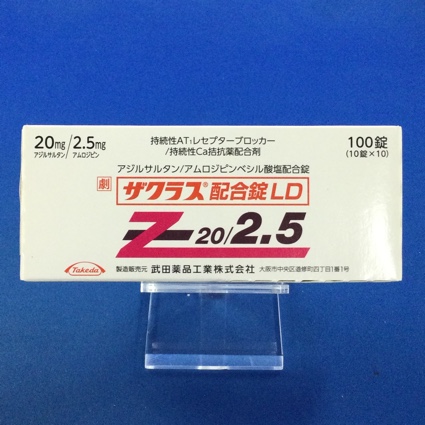 20mg/2.5mg
アジルサルタン/アムロジピン
持続性AT₁レセプターブロッカー
/持続性Ca拮抗薬配合剤
100錠
(10錠×10)
アジルサルタン/アムロジピンベシル酸塩配合錠
劇 ザクラス®配合錠LD
Z 20/2.5
Takeda
製造販売元 武田薬品工業株式会社 大阪市中央区道修町四丁目1番1号